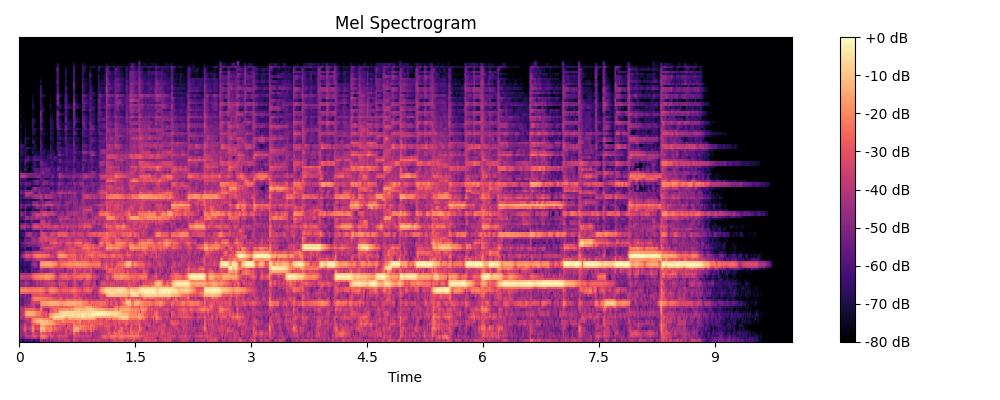 Mel Spectrogram
+0 dB
-10 dB
-20 dB
-30 dB
-40 dB
-50 dB
-60 dB
-70 dB
-80 dB
0 1.5 3 4.5 6 7.5 9
Time